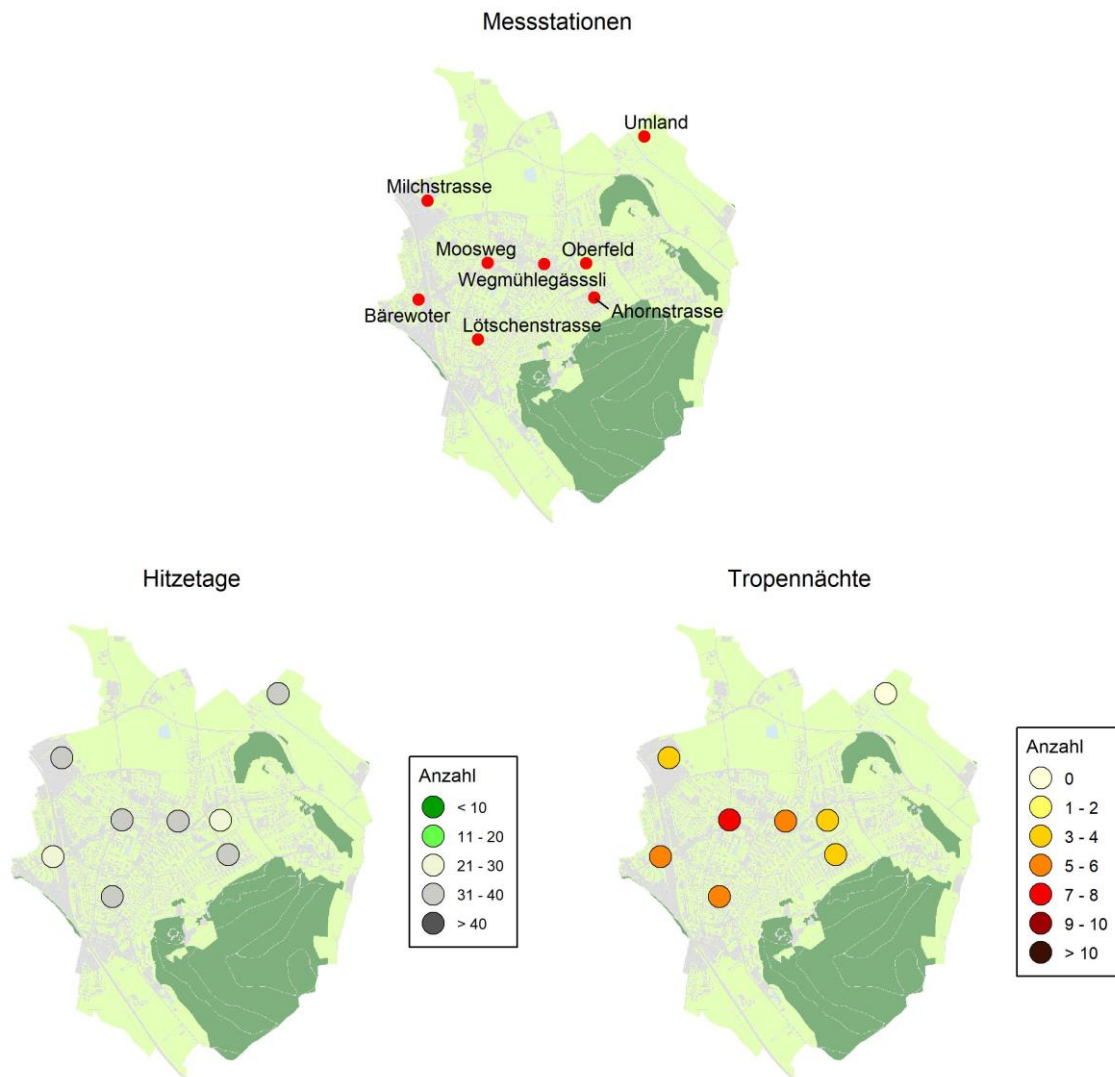 Messstationen
Umland
Milchstrasse
Moosweg
Oberfeld
Wegmühlegässsli
Bärewoter
Ahornstrasse
Lötschenstrasse
Hitzetage
Tropennächte
Anzahl
< 10
11 - 20
21 - 30
31 - 40
> 40
Anzahl
0
1 - 2
3 - 4
5 - 6
7 - 8
9 - 10
> 10